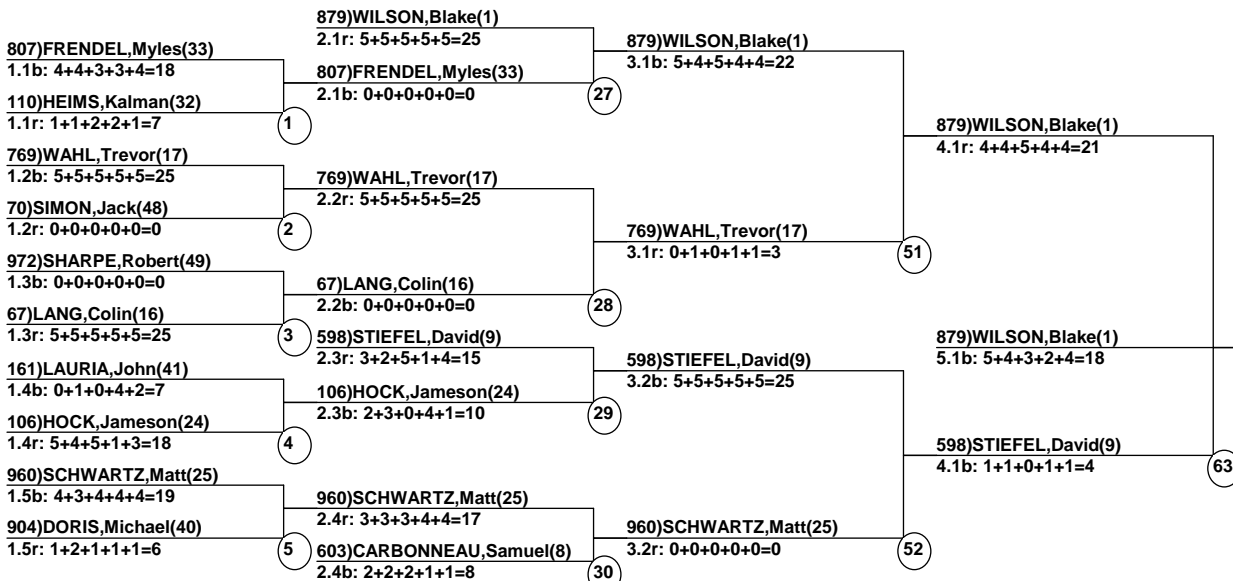 807)FRENDEL,Myles(33)
1.1b: 4+4+3+3+4=18
110)HEIMS,Kalman(32)
1.1r: 1+1+2+2+1=7
1
769)WAHL,Trevor(17)
1.2b: 5+5+5+5+5=25
70)SIMON,Jack(48)
1.2r: 0+0+0+0+0=0
2
972)SHARPE,Robert(49)
1.3b: 0+0+0+0+0=0
67)LANG,Colin(16)
1.3r: 5+5+5+5+5=25
3
161)LAURIA,John(41)
1.4b: 0+1+0+4+2=7
106)HOCK,Jameson(24)
1.4r: 5+4+5+1+3=18
4
960)SCHWARTZ,Matt(25)
1.5b: 4+3+4+4+4=19
904)DORIS,Michael(40)
1.5r: 1+2+1+1+1=6
5
879)WILSON,Blake(1)
2.1r: 5+5+5+5+5=25
807)FRENDEL,Myles(33)
2.1b: 0+0+0+0+0=0
27
769)WAHL,Trevor(17)
2.2r: 5+5+5+5+5=25
67)LANG,Colin(16)
2.2b: 0+0+0+0+0=0
28
598)STIEFEL,David(9)
2.3r: 3+2+5+1+4=15
106)HOCK,Jameson(24)
2.3b: 2+3+0+4+1=10
29
960)SCHWARTZ,Matt(25)
2.4r: 3+3+3+4+4=17
603)CARBONNEAU,Samuel(8)
2.4b: 2+2+2+1+1=8
30
879)WILSON,Blake(1)
3.1b: 5+4+5+4+4=22
769)WAHL,Trevor(17)
3.1r: 0+1+0+1+1=3
51
598)STIEFEL,David(9)
3.2b: 5+5+5+5+5=25
960)SCHWARTZ,Matt(25)
3.2r: 0+0+0+0+0=0
52
879)WILSON,Blake(1)
4.1r: 4+4+5+4+4=21
598)STIEFEL,David(9)
4.1b: 1+1+0+1+1=4
63
879)WILSON,Blake(1)
5.1b: 5+4+3+2+4=18